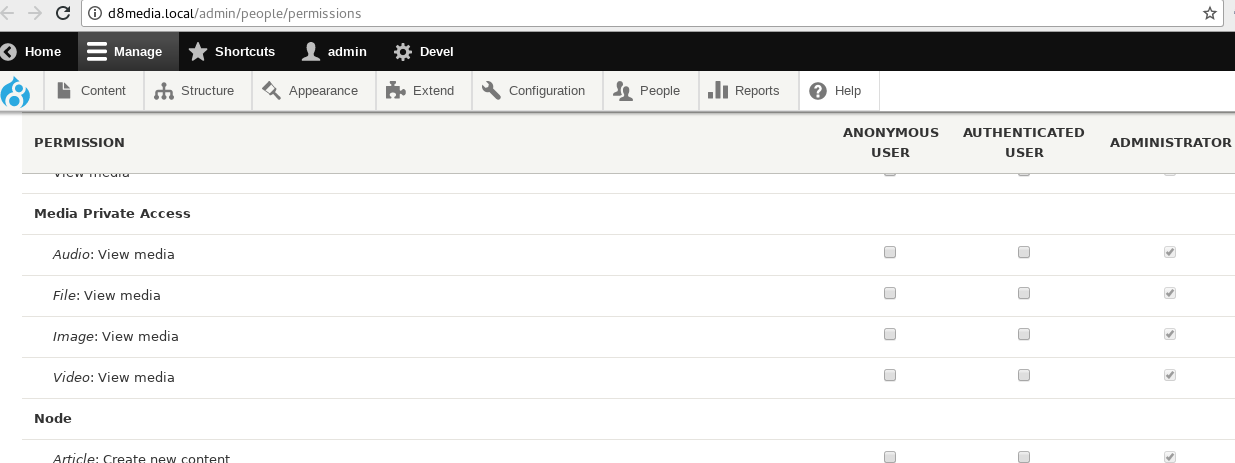 d8media.local/admin/people/permissions
Home Manage Shortcuts admin Devel
Content Structure Appearance Extend Configuration People Reports Help
PERMISSION ANONYMOUS USER AUTHENTICATED USER ADMINISTRATOR
View media
Media Private Access
Audio: View media
File: View media
Image: View media
Video: View media
Node
Article: Create new content